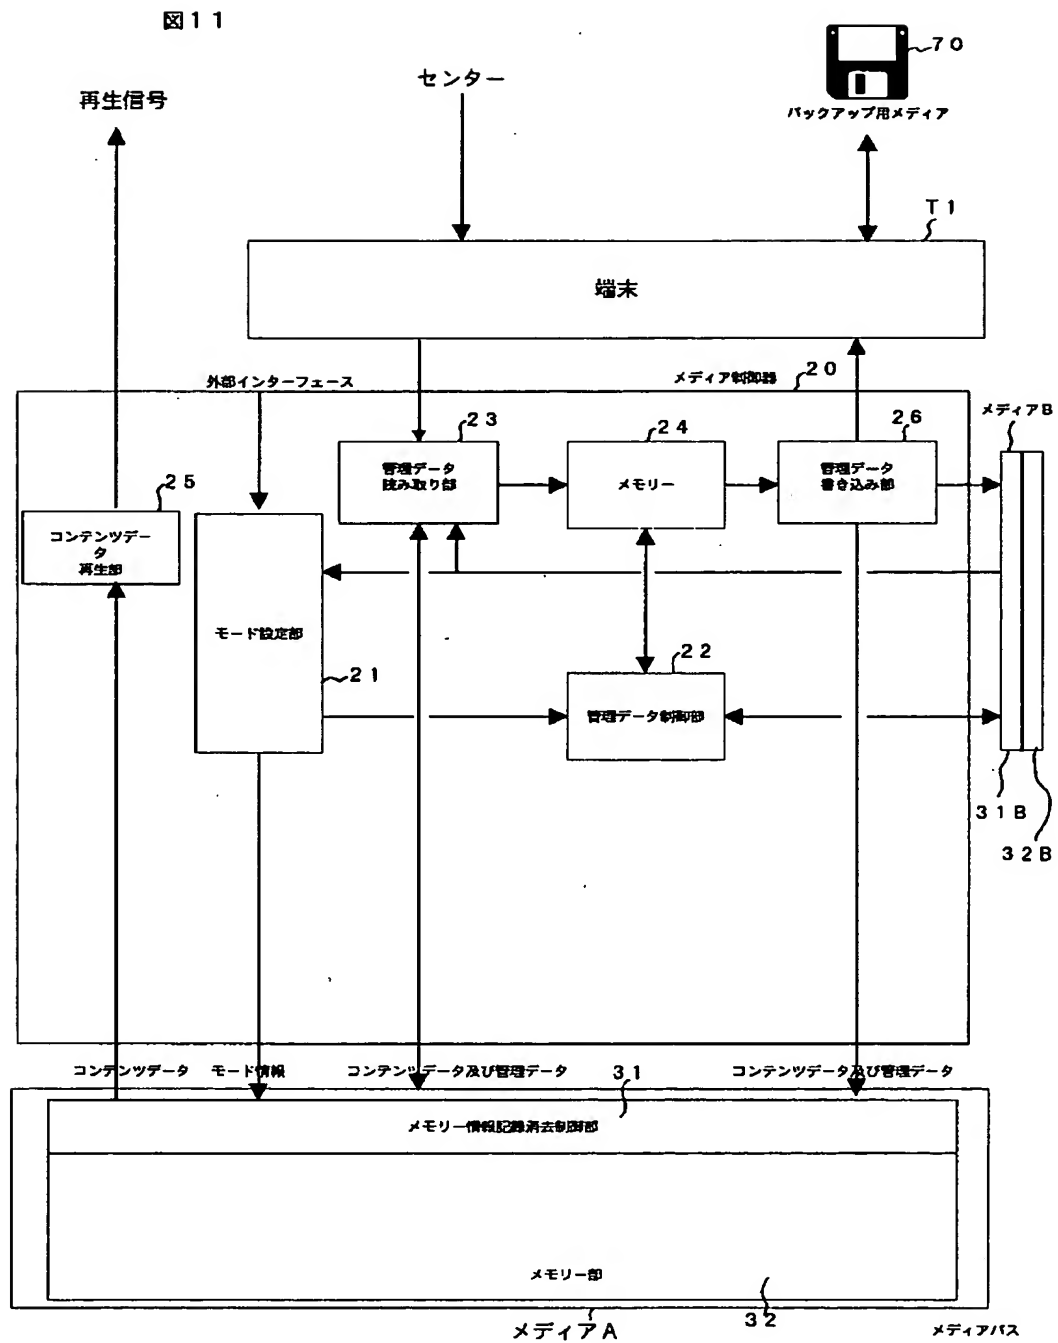 図11
70
センター
再生信号
バックアップ用メディア
T1
端末
外部インターフェース
メディア制御器
20
メディアB
23
24
26
管理データ
読み取り部
メモリー
管理データ
書き込み部
25
コンテンツデー
タ
再生部
モード設定部
21
22
管理データ制御部
31B
32B
コンテンツデータ
モード情報
コンテンツデータ及び管理データ
31
コンテンツデータ及び管理データ
メモリー情報記録消去制御部
メモリー部
32
メディアA
メディアバス